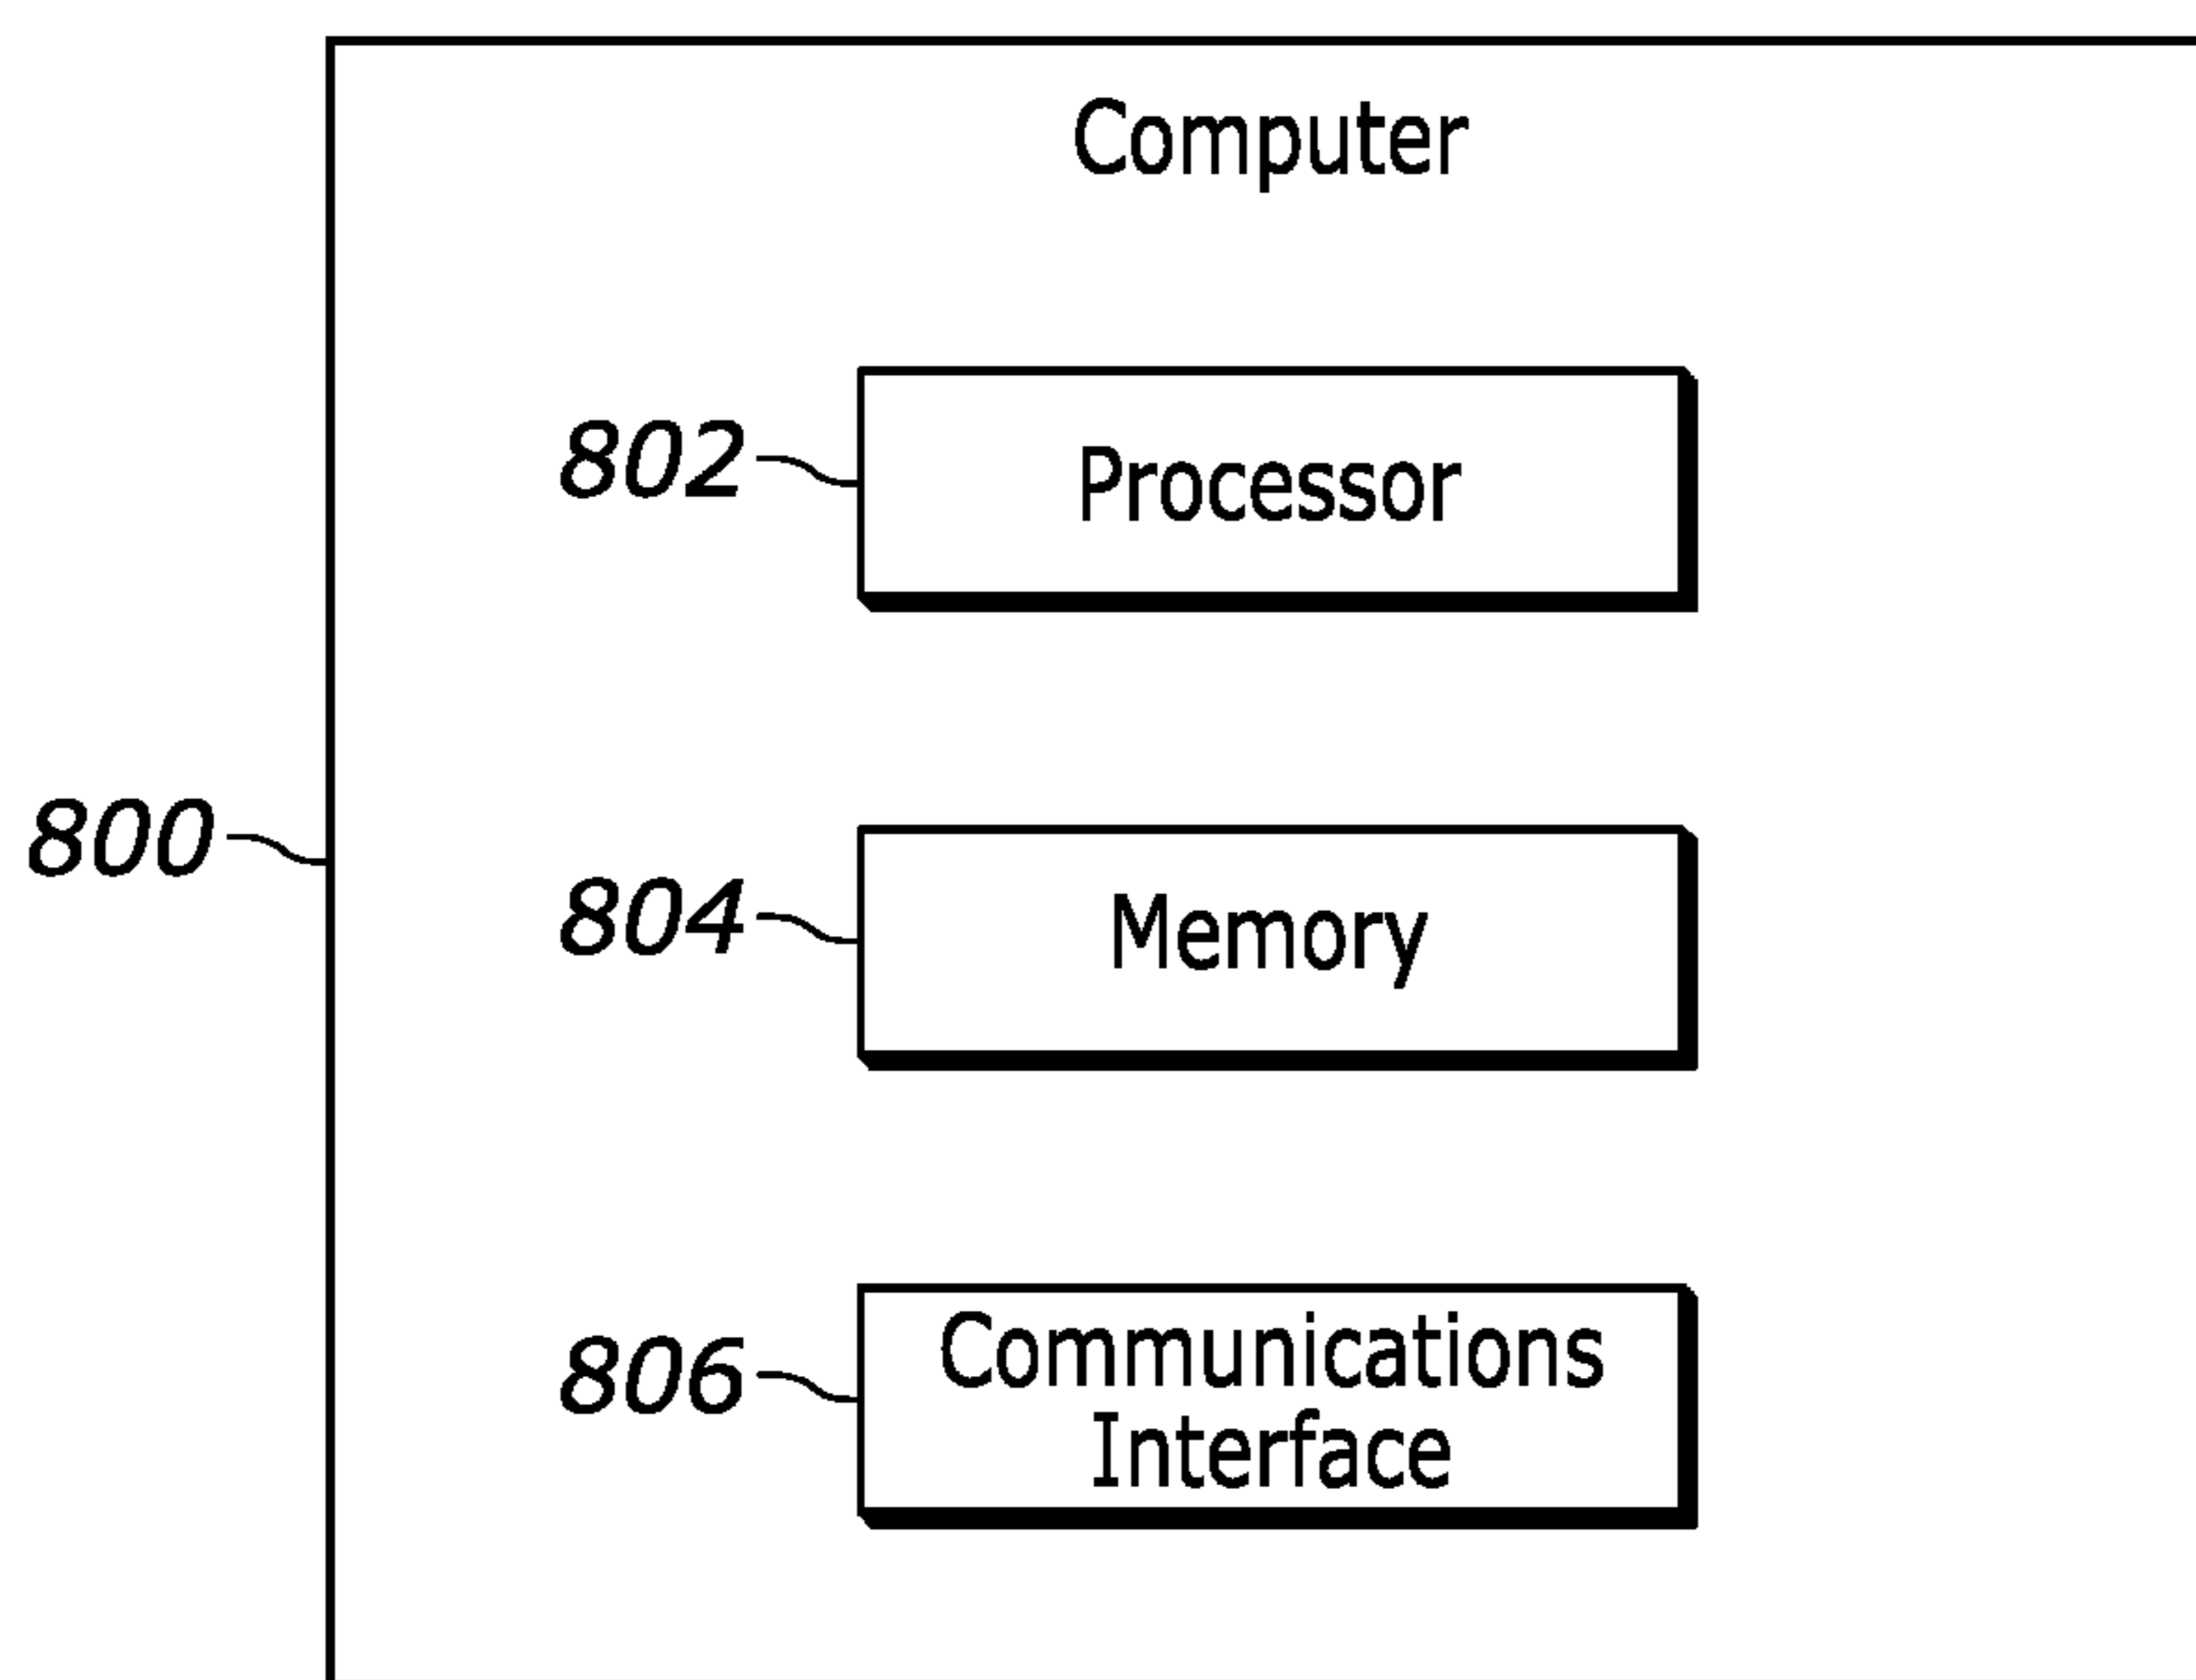 Computer
802
Processor
800
804
Memory
806
Communications
Interface